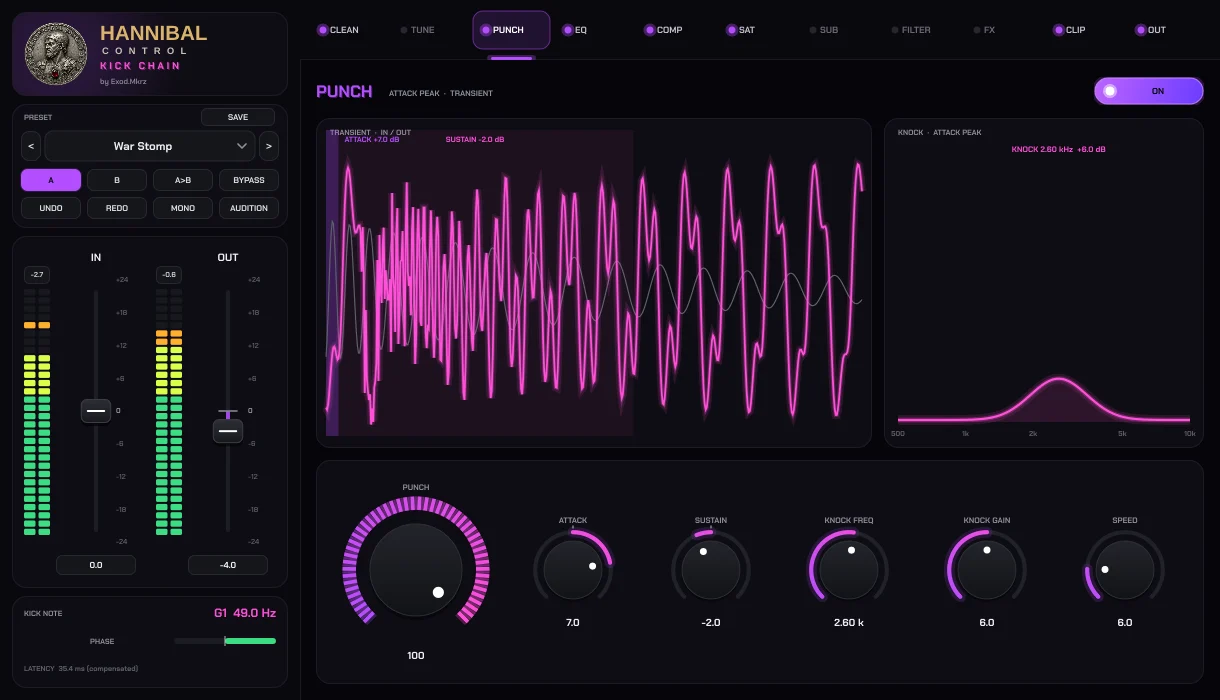 HANNIBAL
CONTROL
KICK CHAIN
by Exod.Mkrz
PRESET
SAVE
<
War Stomp
>
A
B
A>B
BYPASS
UNDO
REDO
MONO
AUDITION
IN
OUT
-2.7
-0.6
+24
+18
+12
+6
0
-6
-12
-18
-24
+24
+18
+12
+6
0
-6
-12
-18
-24
0.0
-4.0
KICK NOTE
G1 49.0 Hz
PHASE
LATENCY 35.4 ms (compensated)
CLEAN
TUNE
PUNCH
EQ
COMP
SAT
SUB
FILTER
FX
CLIP
OUT
PUNCH
ATTACK PEAK · TRANSIENT
ON
TRANSIENT · IN / OUT
ATTACK +7.0 dB
SUSTAIN -2.0 dB
KNOCK · ATTACK PEAK
KNOCK 2.60 kHz +6.0 dB
500
1k
2k
5k
10k
PUNCH
100
ATTACK
7.0
SUSTAIN
-2.0
KNOCK FREQ
2.60 k
KNOCK GAIN
6.0
SPEED
6.0